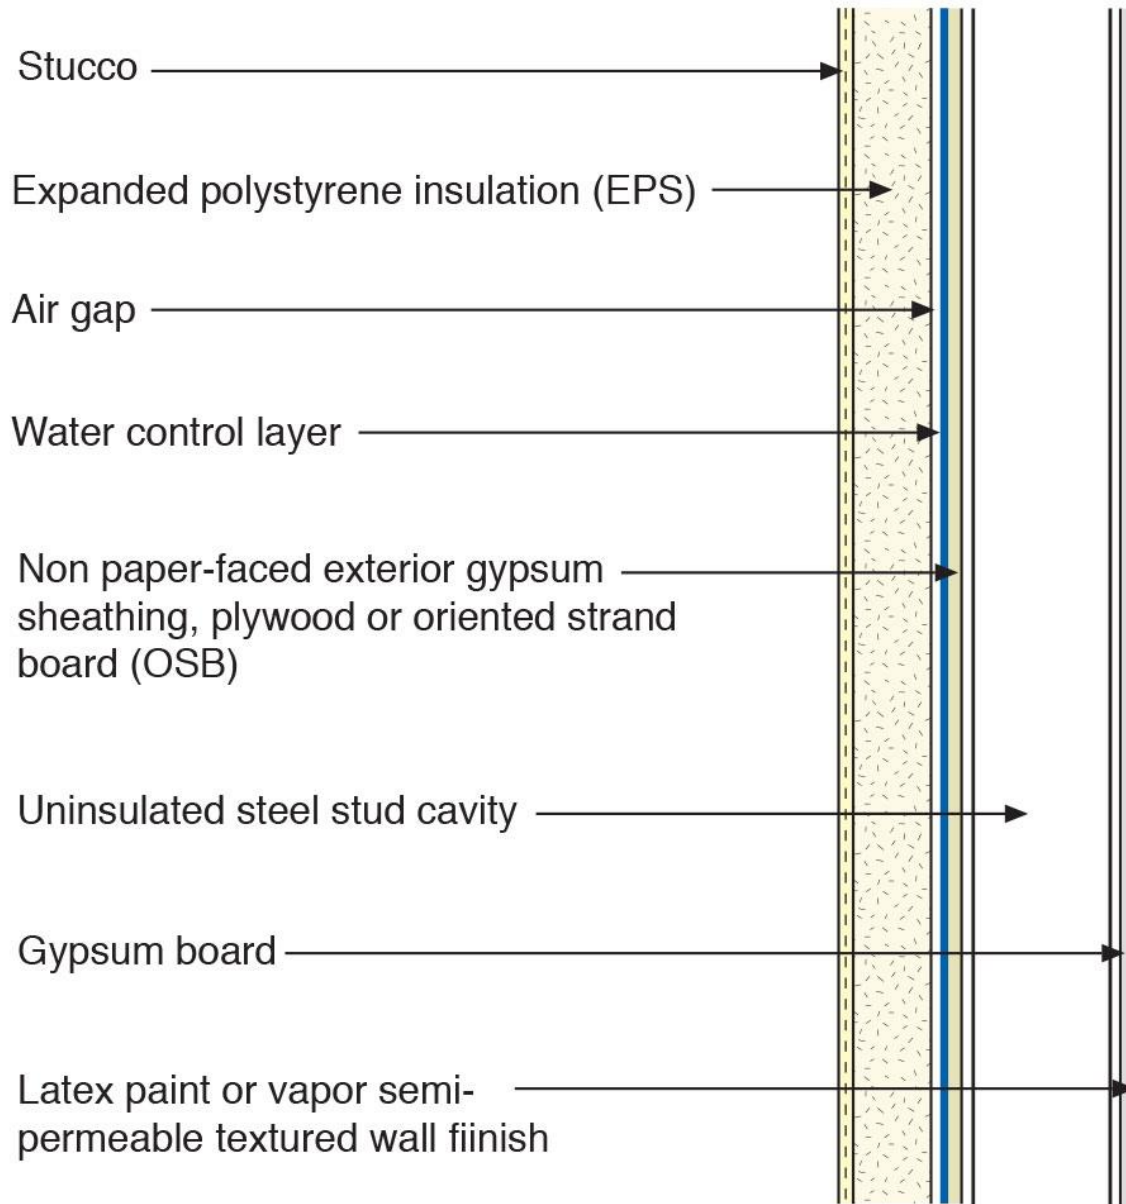 Stucco
Expanded polystyrene insulation (EPS)
Air gap
Water control layer
Non paper-faced exterior gypsum
sheathing, plywood or oriented strand
board (OSB)
Uninsulated steel stud cavity
Gypsum board
Latex paint or vapor semi-
permeable textured wall fiinish